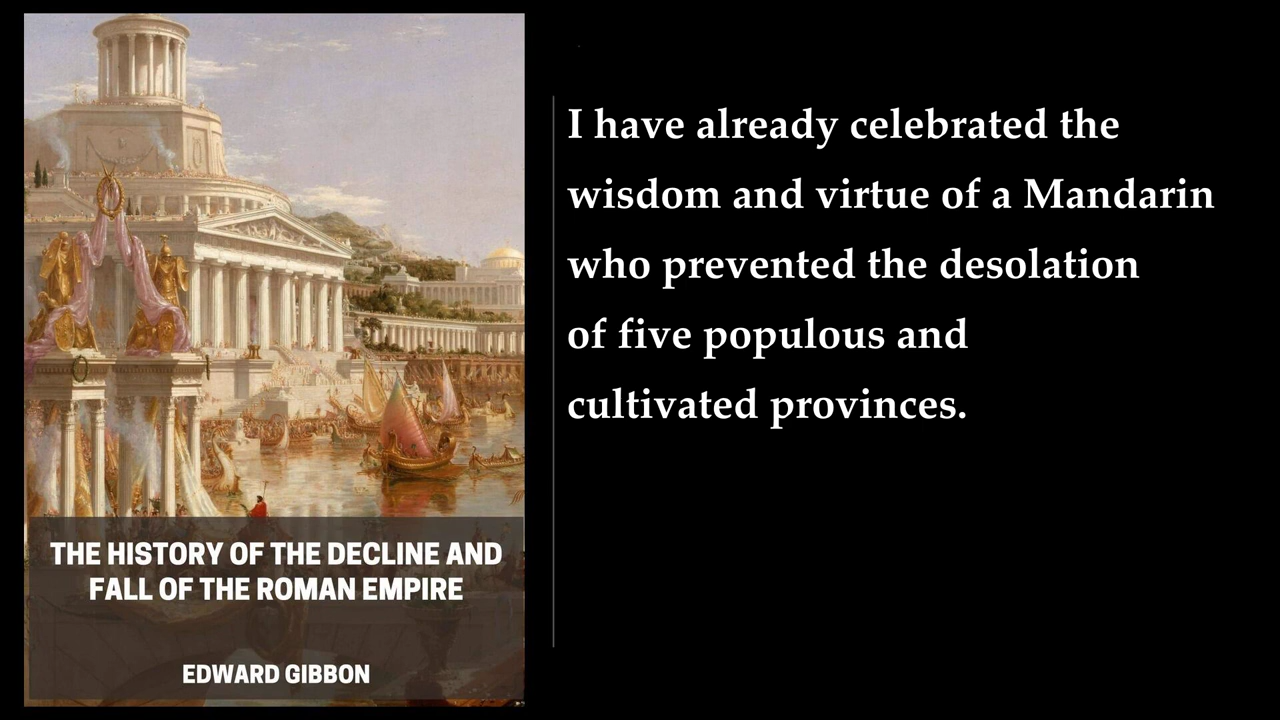 THE HISTORY OF THE DECLINE AND
FALL OF THE ROMAN EMPIRE
EDWARD GIBBON
I have already celebrated the
wisdom and virtue of a Mandarin
who prevented the desolation
of five populous and
cultivated provinces.